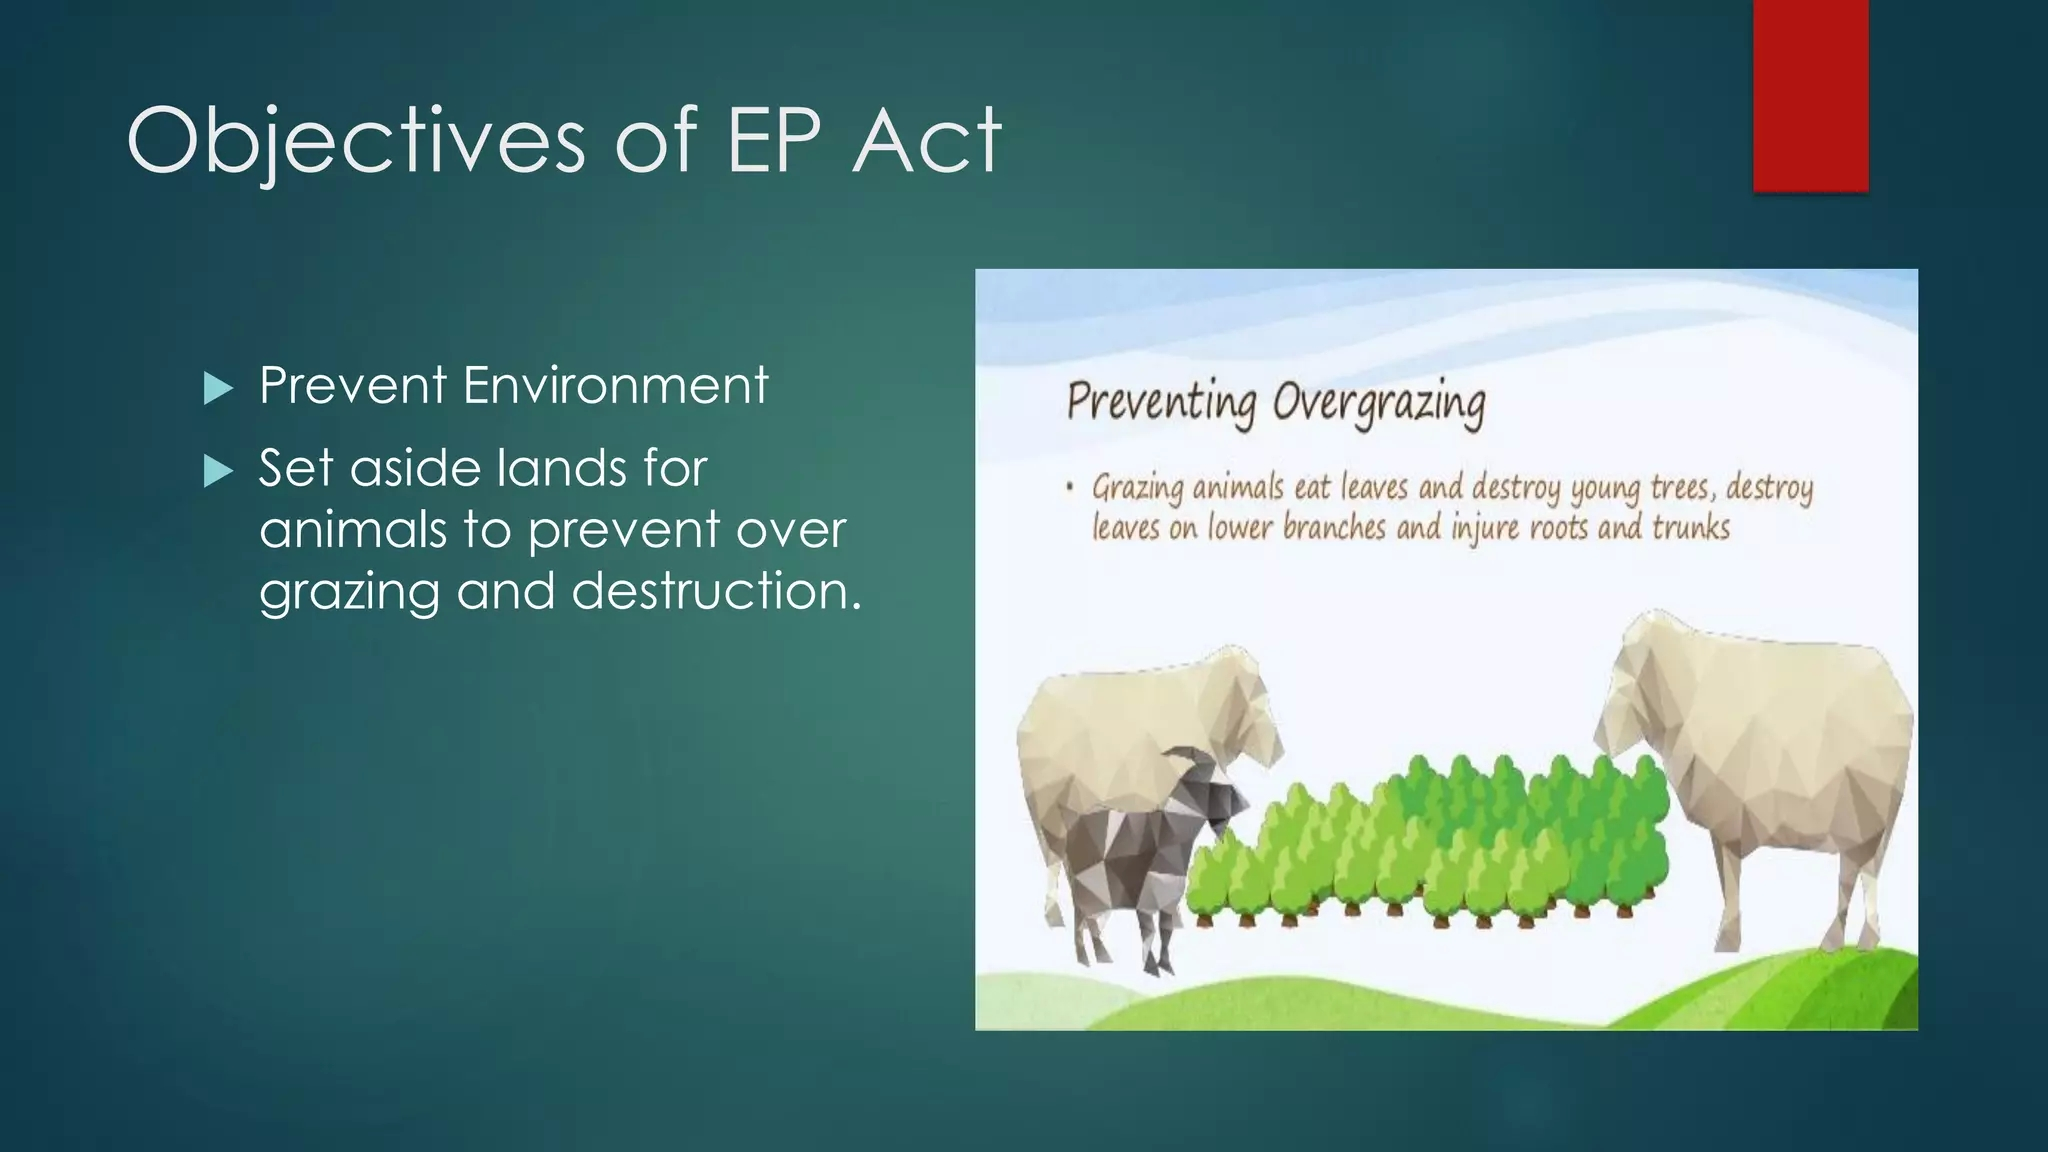 Objectives of EP Act
Prevent Environment
Set aside lands for
animals to prevent over
grazing and destruction.
Preventing Overgrazing
• Grazing animals eat leaves and destroy young trees, destroy
leaves on lower branches and injure roots and trunks